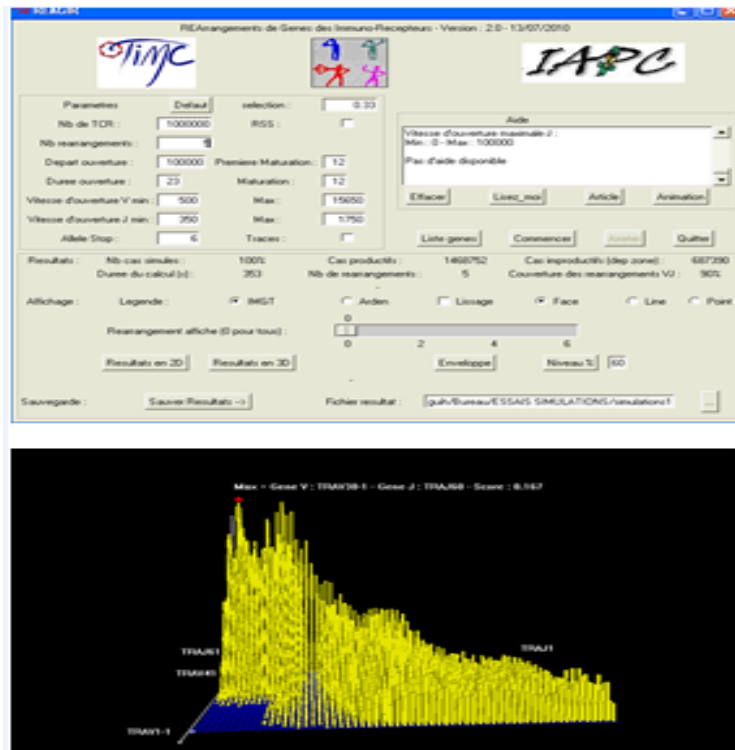 REAGIR
REArrangements de Genes des Immuno-Recepteurs - Version : 2.0 - 13/07/2010
TIMC
IAPC
Parametres Defaut selection : 0.33
Nb de TCR : 1000000 RSS :
Nb rearrangements :
Depart ouverture : 100000 Premiere Maturation : 12
Duree ouverture : 23 Maturation : 12
Vitesse d'ouverture V min : 500 Max : 15650
Vitesse d'ouverture J min : 350 Max : 1750
Allele Stop : 6 Traces :
Aide
Vitesse d'ouverture maximale J :
Min : 0 - Max : 100000
Pas d'aide disponible
Effacer Lisez_moi Article Animation
Liste genes Commencer Arreter Quitter
Resultats : Nb cas simules : 100% Cas productifs : 1468752 Cas improductifs (dep zone) : 687390
Duree du calcul (s) : 353 Nb de rearrangements : 5 Couverture des rearrangements VJ : 90%
Affichage : Legende : IMGT Arden Lissage Face Line Point
0
Rearrangement affiche (0 pour tous) :
0 2 4 6
Resultats en 2D Resultats en 3D Enveloppe Niveau % 60
Sauvegarde : Sauver Resultats -> Fichier resultat : guih/Bureau/ESSAIS SIMULATIONS/simulations1 ...
Max - Gene V : TRAV38-1 - Gene J : TRAJ60 - Score : 0.167
TRAJ61
TRAJ1
TRAV41
TRAV1-1